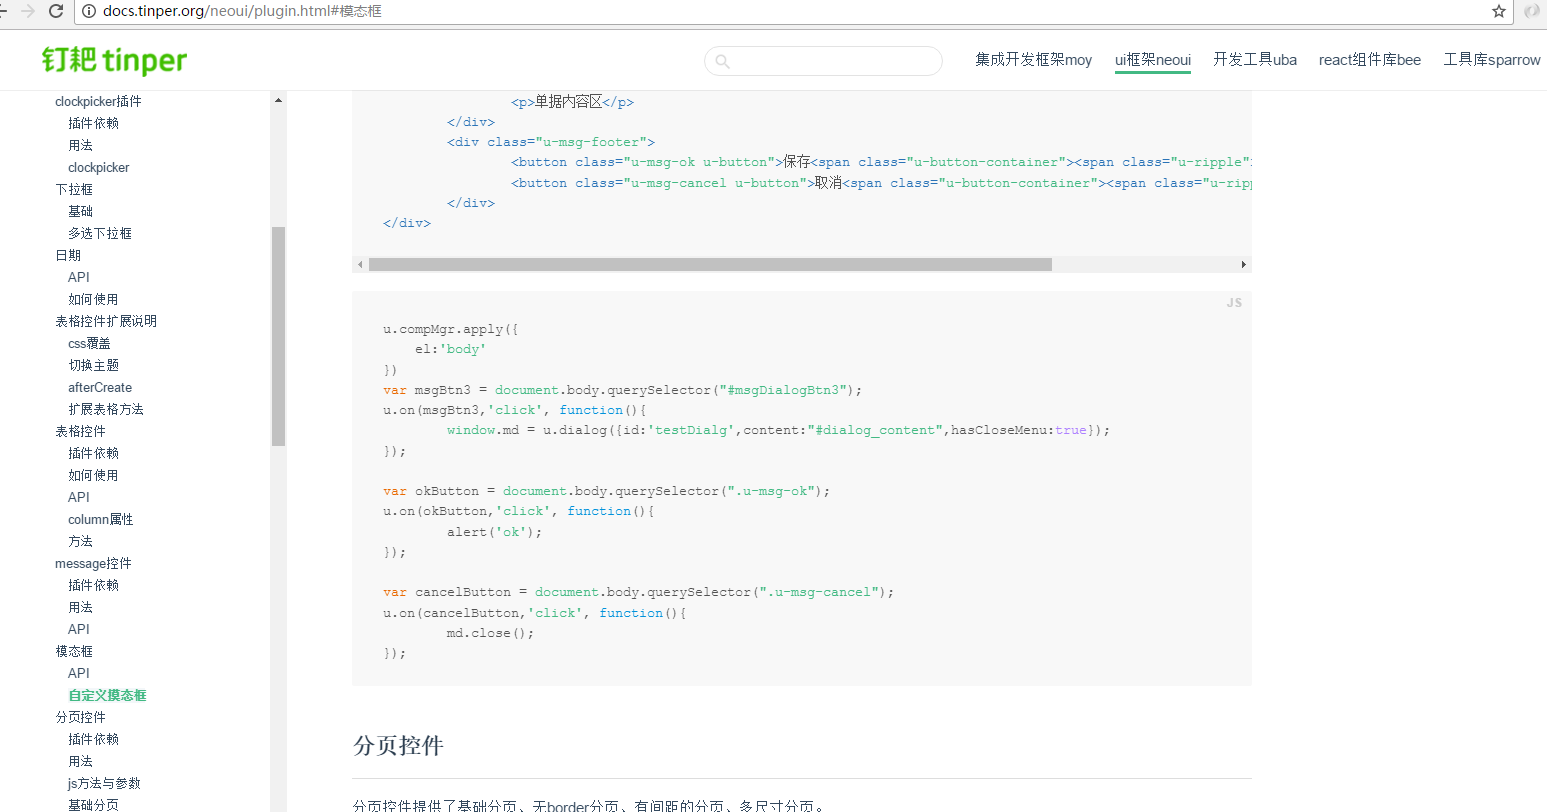 docs.tinper.org/neoui/plugin.html#模态框
钉耙 tinper
集成开发框架moy
ui框架neoui
开发工具uba
react组件库bee
工具库sparrow
clockpicker插件
插件依赖
用法
clockpicker
下拉框
基础
多选下拉框
日期
API
如何使用
表格控件扩展说明
css覆盖
切换主题
afterCreate
扩展表格方法
表格控件
插件依赖
如何使用
API
column属性
方法
message控件
插件依赖
用法
API
模态框
API
自定义模态框
分页控件
插件依赖
用法
js方法与参数
基础分页
<p>单据内容区</p>
</div>
<div class="u-msg-footer">
<button class="u-msg-ok u-button">保存<span class="u-button-container"><span class="u-ripple"
<button class="u-msg-cancel u-button">取消<span class="u-button-container"><span class="u-rip
</div>
</div>
JS
u.compMgr.apply({
el:'body'
})
var msgBtn3 = document.body.querySelector("#msgDialogBtn3");
u.on(msgBtn3,'click', function(){
window.md = u.dialog({id:'testDialg',content:"#dialog_content",hasCloseMenu:true});
});
var okButton = document.body.querySelector(".u-msg-ok");
u.on(okButton,'click', function(){
alert('ok');
});
var cancelButton = document.body.querySelector(".u-msg-cancel");
u.on(cancelButton,'click', function(){
md.close();
});
分页控件
分页控件提供了基础分页、无border分页、有间距的分页、多尺寸分页。